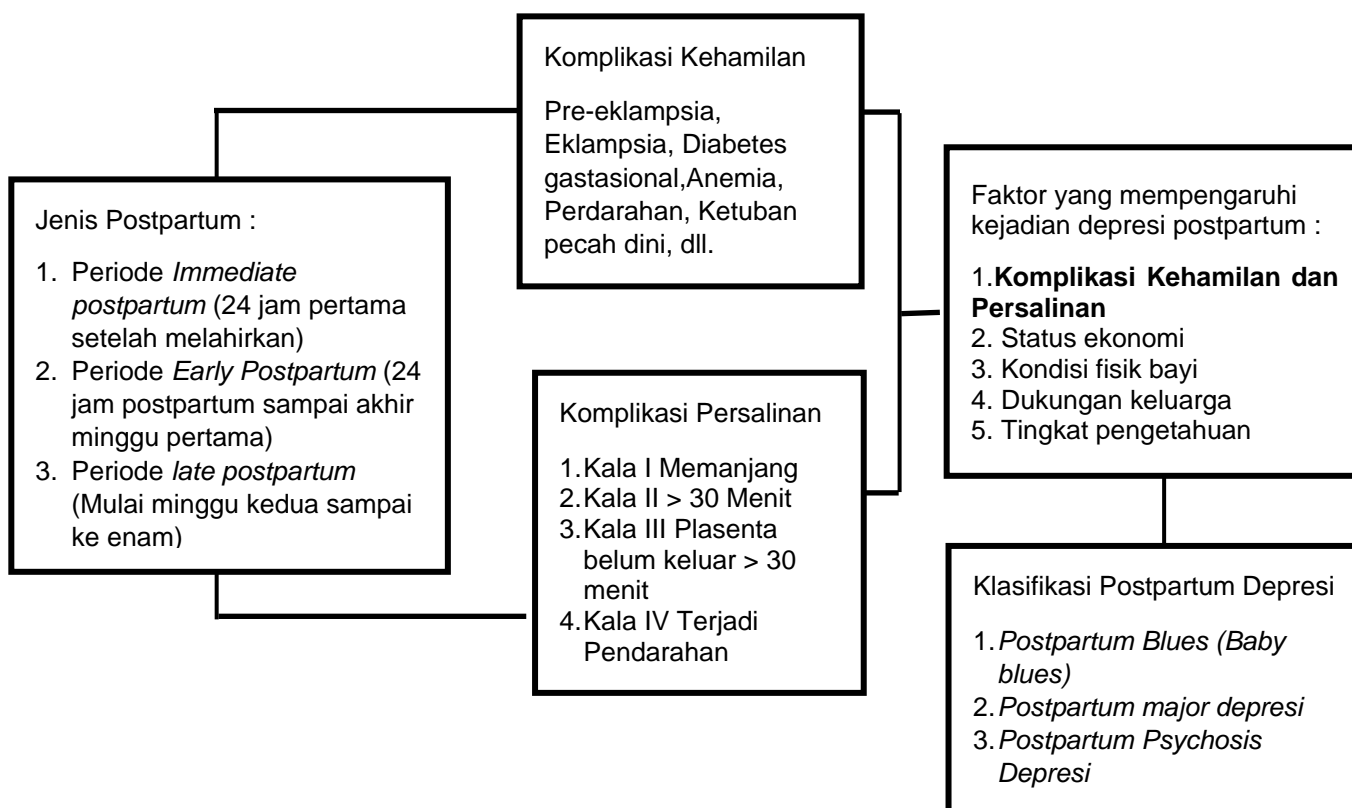 Komplikasi Kehamilan
Pre-eklampsia,
Eklampsia, Diabetes
gastasional,Anemia,
Perdarahan, Ketuban
pecah dini, dll.
Jenis Postpartum :
1. Periode Immediate
postpartum (24 jam pertama
setelah melahirkan)
2. Periode Early Postpartum (24
jam postpartum sampai akhir
minggu pertama)
3. Periode late postpartum
(Mulai minggu kedua sampai
ke enam)
Komplikasi Persalinan
1.Kala I Memanjang
2.Kala II > 30 Menit
3.Kala III Plasenta
belum keluar > 30
menit
4.Kala IV Terjadi
Pendarahan
Faktor yang mempengaruhi
kejadian depresi postpartum :
1.Komplikasi Kehamilan dan
Persalinan
2. Status ekonomi
3. Kondisi fisik bayi
4. Dukungan keluarga
5. Tingkat pengetahuan
Klasifikasi Postpartum Depresi
1.Postpartum Blues (Baby
blues)
2.Postpartum major depresi
3.Postpartum Psychosis
Depresi